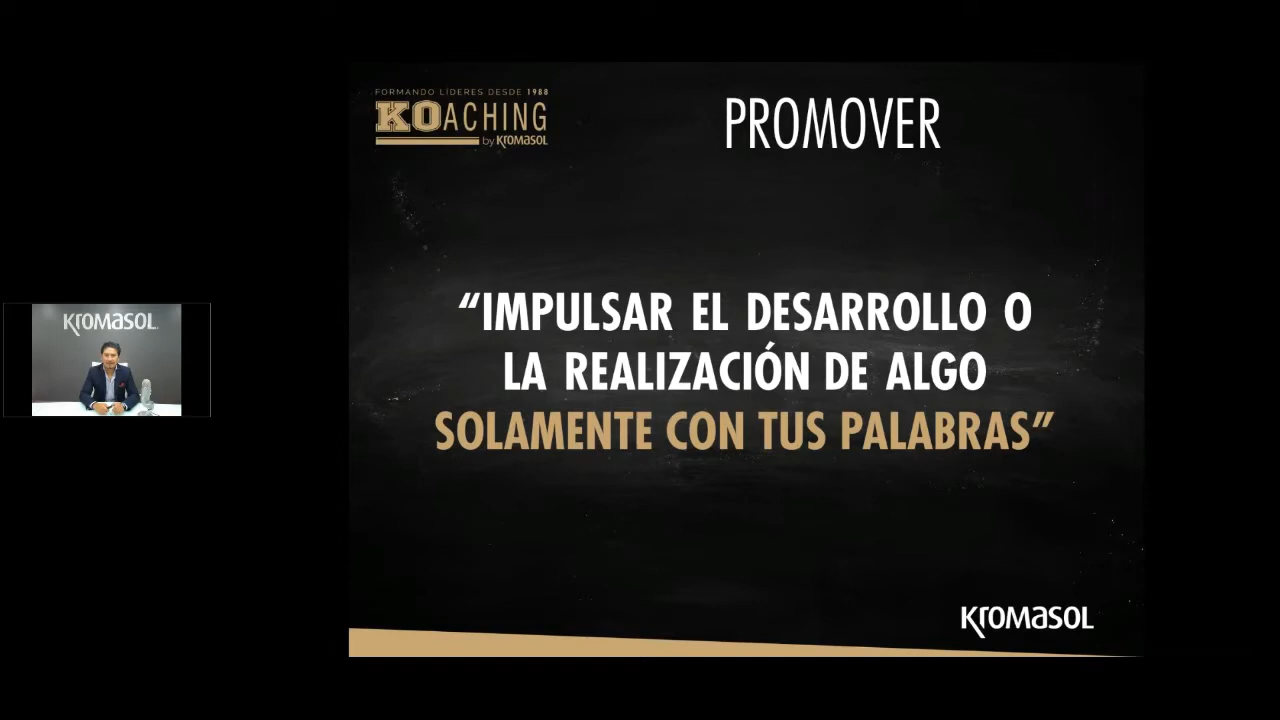 KROMASOL
FORMANDO LÍDERES DESDE 1988
KOACHING
by KROMASOL
PROMOVER
“IMPULSAR EL DESARROLLO O
LA REALIZACIÓN DE ALGO
SOLAMENTE CON TUS PALABRAS”
KROMASOL